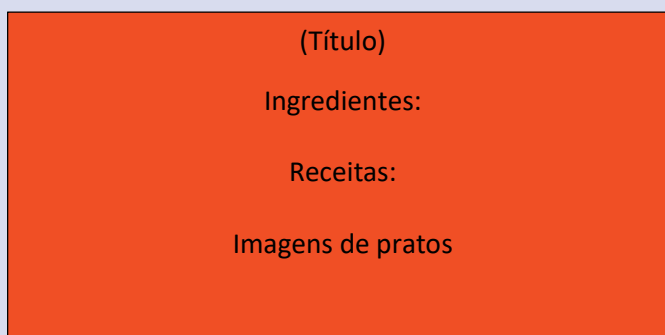 (Título)
Ingredientes:
Receitas:
Imagens de pratos